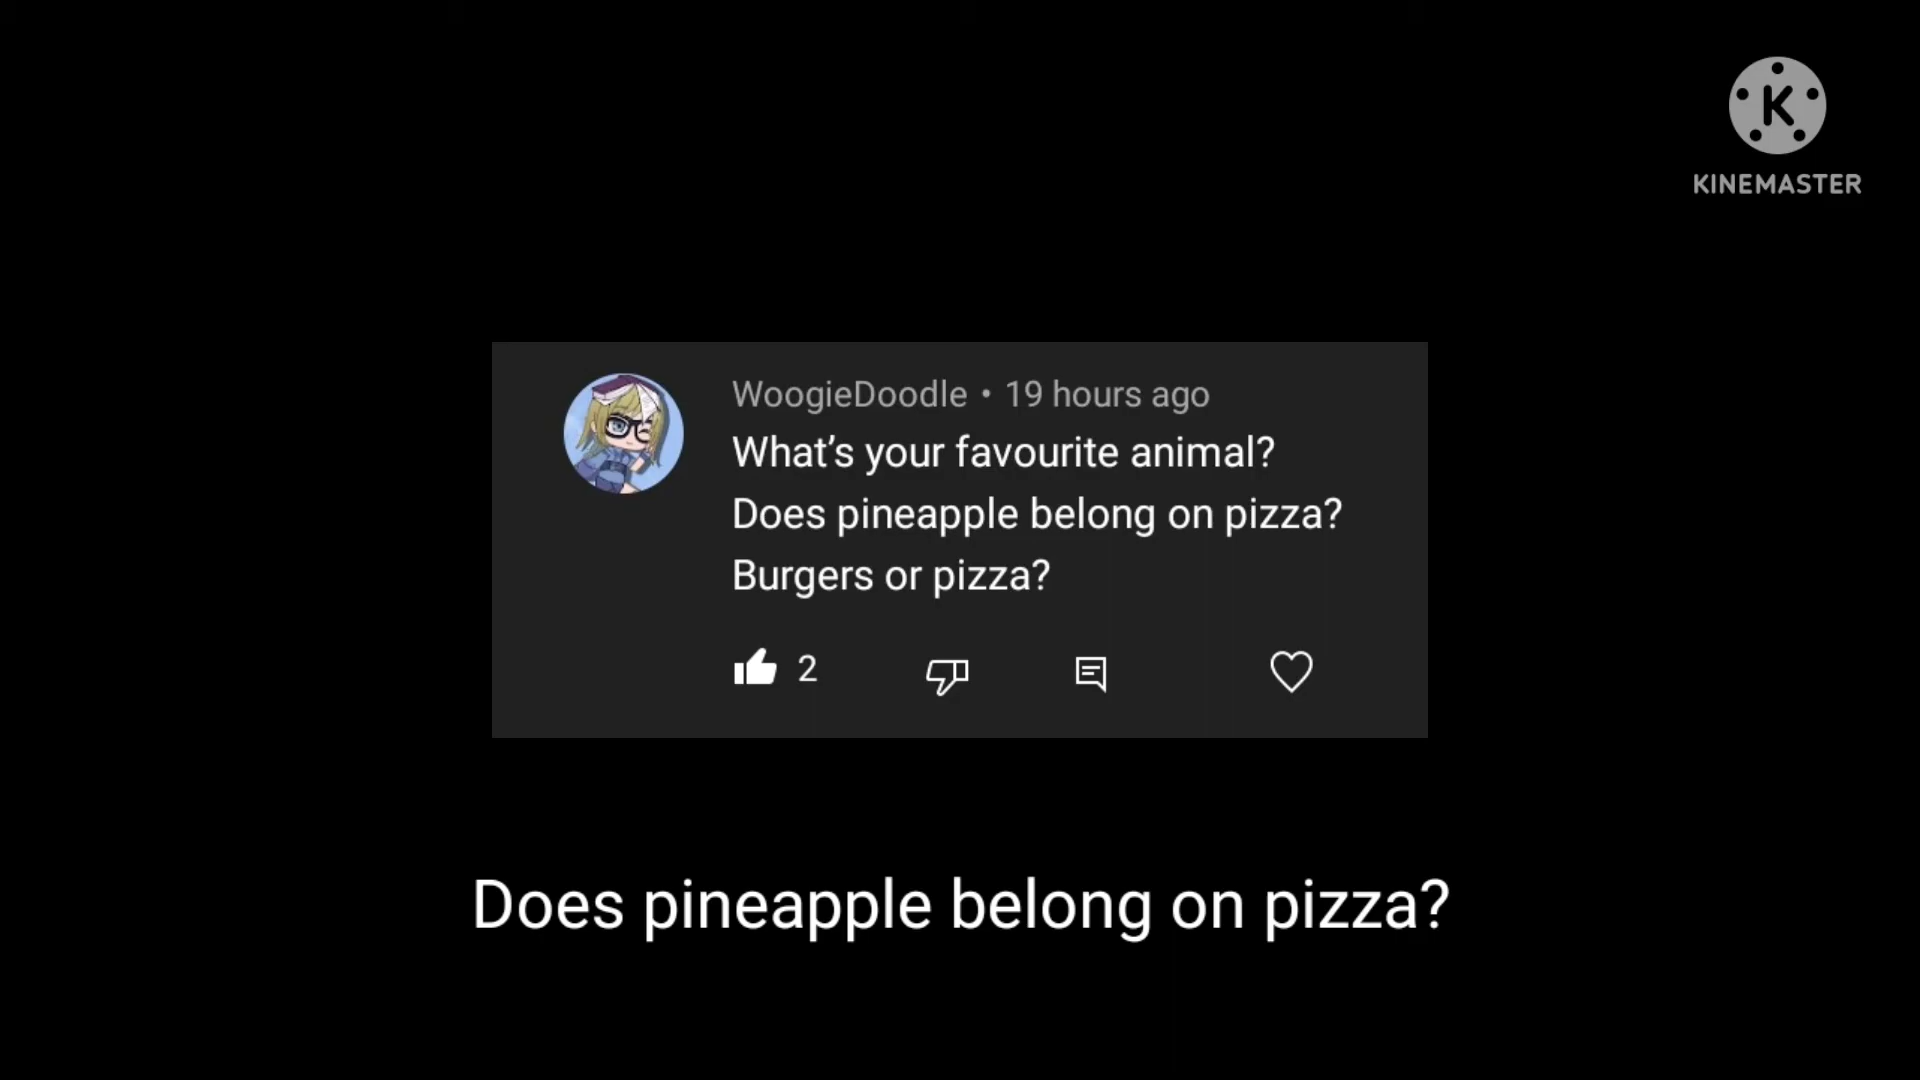 K
KINEMASTER
WoogieDoodle • 19 hours ago
What’s your favourite animal?
Does pineapple belong on pizza?
Burgers or pizza?
2
Does pineapple belong on pizza?